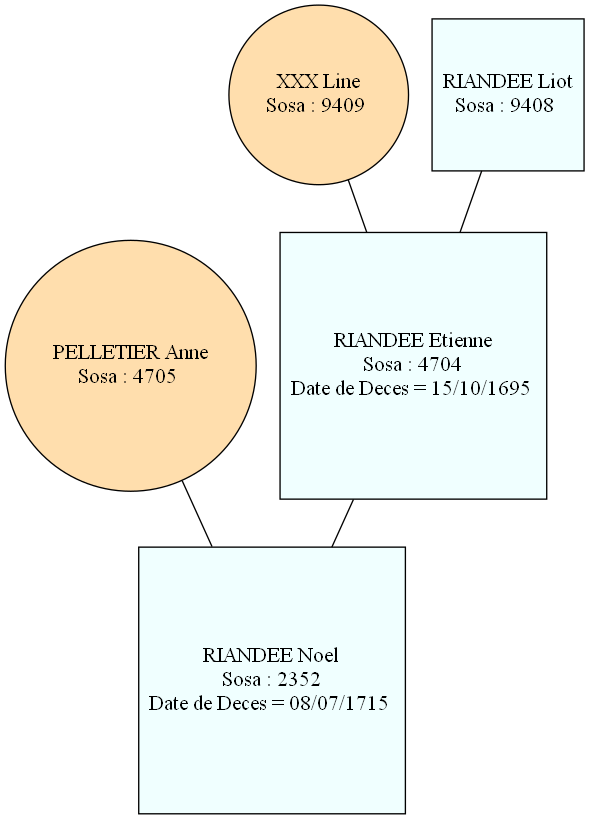 XXX Line
Sosa : 9409
RIANDEE Liot
Sosa : 9408
PELLETIER Anne
Sosa : 4705
RIANDEE Etienne
Sosa : 4704
Date de Deces = 15/10/1695
RIANDEE Noel
Sosa : 2352
Date de Deces = 08/07/1715